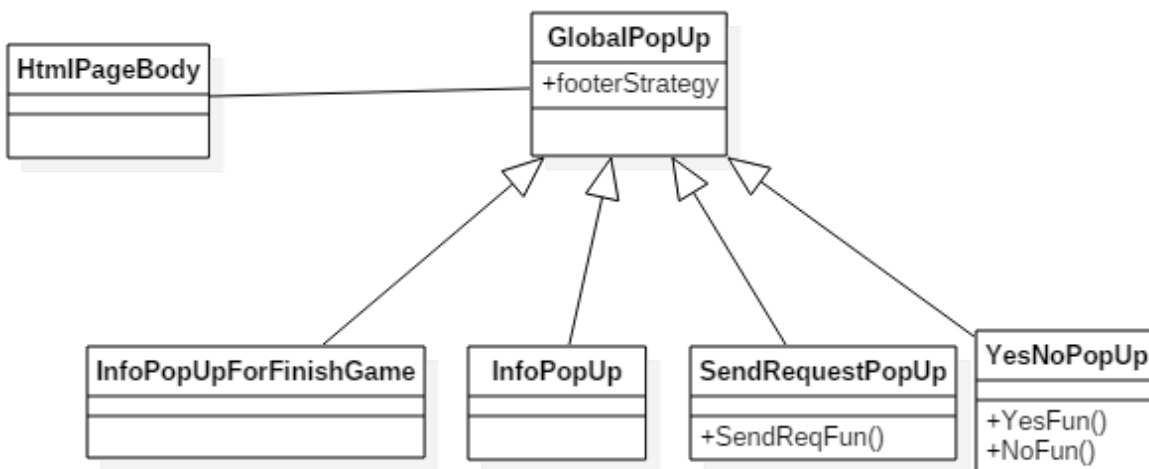 HtmlPageBody
GlobalPopUp
+footerStrategy
InfoPopUpForFinishGame
InfoPopUp
SendRequestPopUp
+SendReqFun()
YesNoPopUp
+YesFun()
+NoFun()